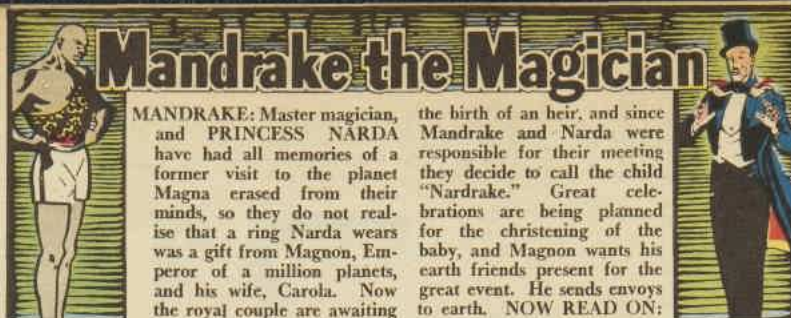 Mandrake the Magician
MANDRAKE: Master magician,
and PRINCESS NARDA
have had all memories of a
former visit to the planet
Magna erased from their
minds, so they do not real-
ise that a ring Narda wears
was a gift from Magnon, Em-
peror of a million planets,
and his wife, Carola. Now
the royal couple are awaiting
the birth of an heir, and since
Mandrake and Narda were
responsible for their meeting
they decide to call the child
"Nardrake." Great cele-
brations are being planned
for the christening of the
baby, and Magnon wants his
earth friends present for the
great event. He sends envoys
to earth. NOW READ ON: